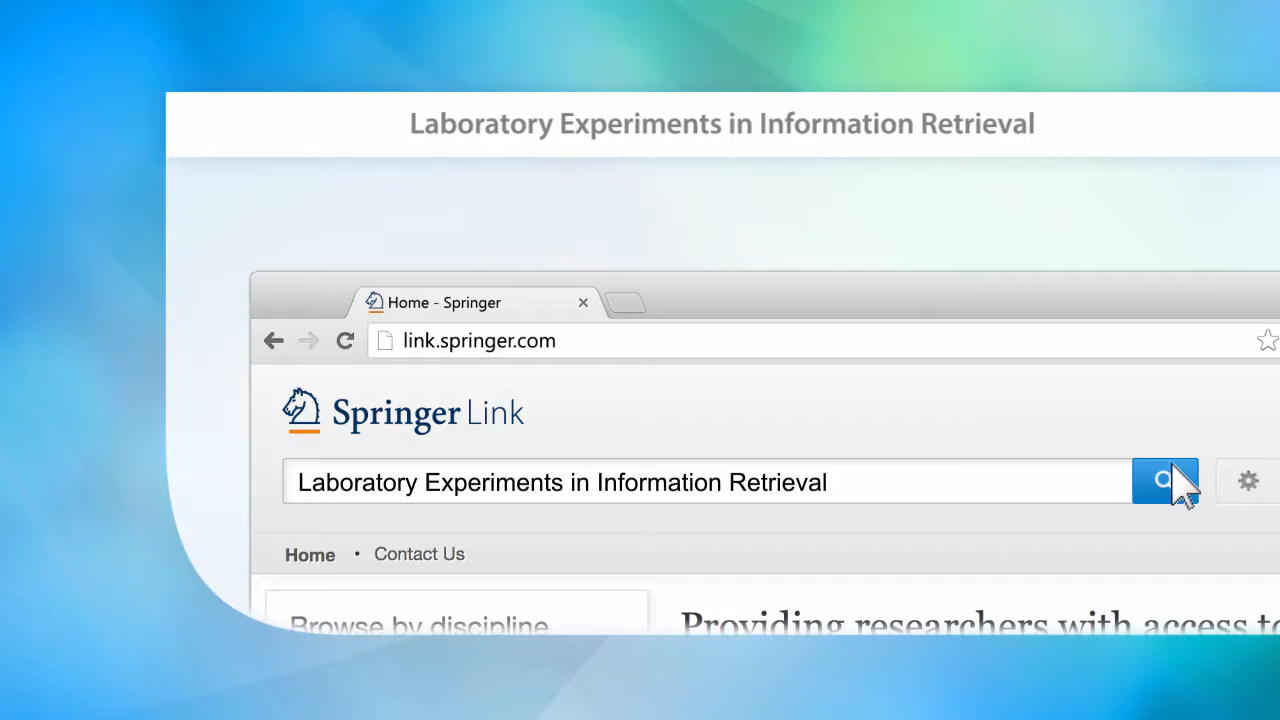 Laboratory Experiments in Information Retrieval
Home - Springer
link.springer.com
Springer Link
Laboratory Experiments in Information Retrieval
Home • Contact Us
Browse by discipline
Providing researchers with access to